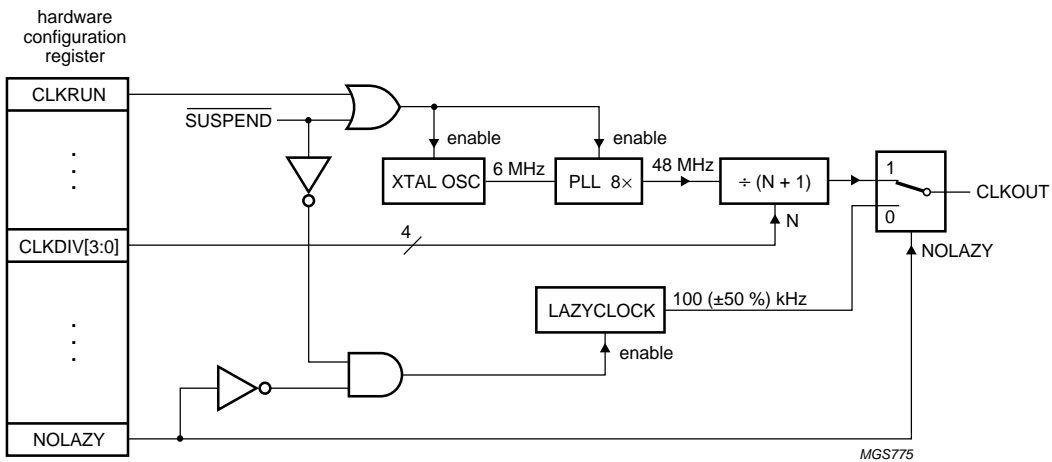 hardware
configuration
register
CLKRUN
SUSPEND
enable
enable
XTAL OSC
6 MHz
PLL 8×
48 MHz
÷ (N + 1)
1
0
CLKOUT
N
NOLAZY
CLKDIV[3:0]
4
LAZYCLOCK
100 (±50 %) kHz
enable
NOLAZY
MGS775